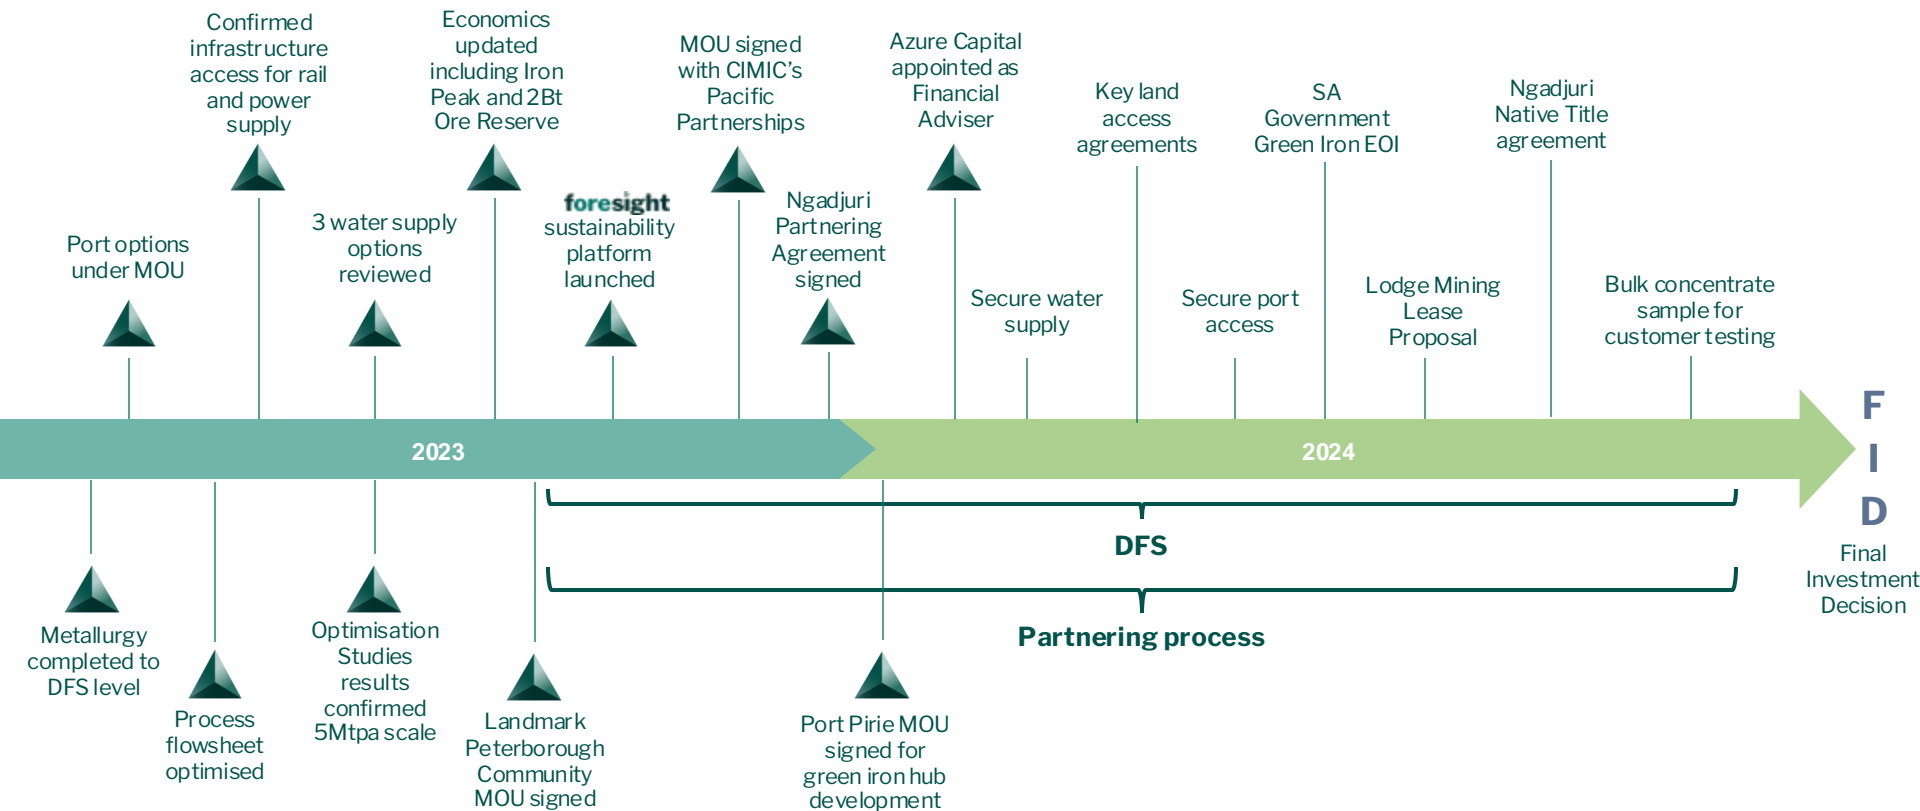 Confirmed
infrastructure
access for rail
and power
supply
Economics
updated
including Iron
Peak and 2Bt
Ore Reserve
MOU signed
with CIMIC’s
Pacific
Partnerships
Azure Capital
appointed as
Financial
Adviser
Key land
access
agreements
SA
Government
Green Iron EOI
Ngadjuri
Native Title
agreement
Port options
under MOU
3 water supply
options
reviewed
foresight
sustainability
platform
launched
Ngadjuri
Partnering
Agreement
signed
Secure water
supply
Secure port
access
Lodge Mining
Lease
Proposal
Bulk concentrate
sample for
customer testing
2023
2024
F
I
D
Final
Investment
Decision
DFS
Partnering process
Metallurgy
completed to
DFS level
Process
flowsheet
optimised
Optimisation
Studies
results
confirmed
5Mtpa scale
Landmark
Peterborough
Community
MOU signed
Port Pirie MOU
signed for
green iron hub
development